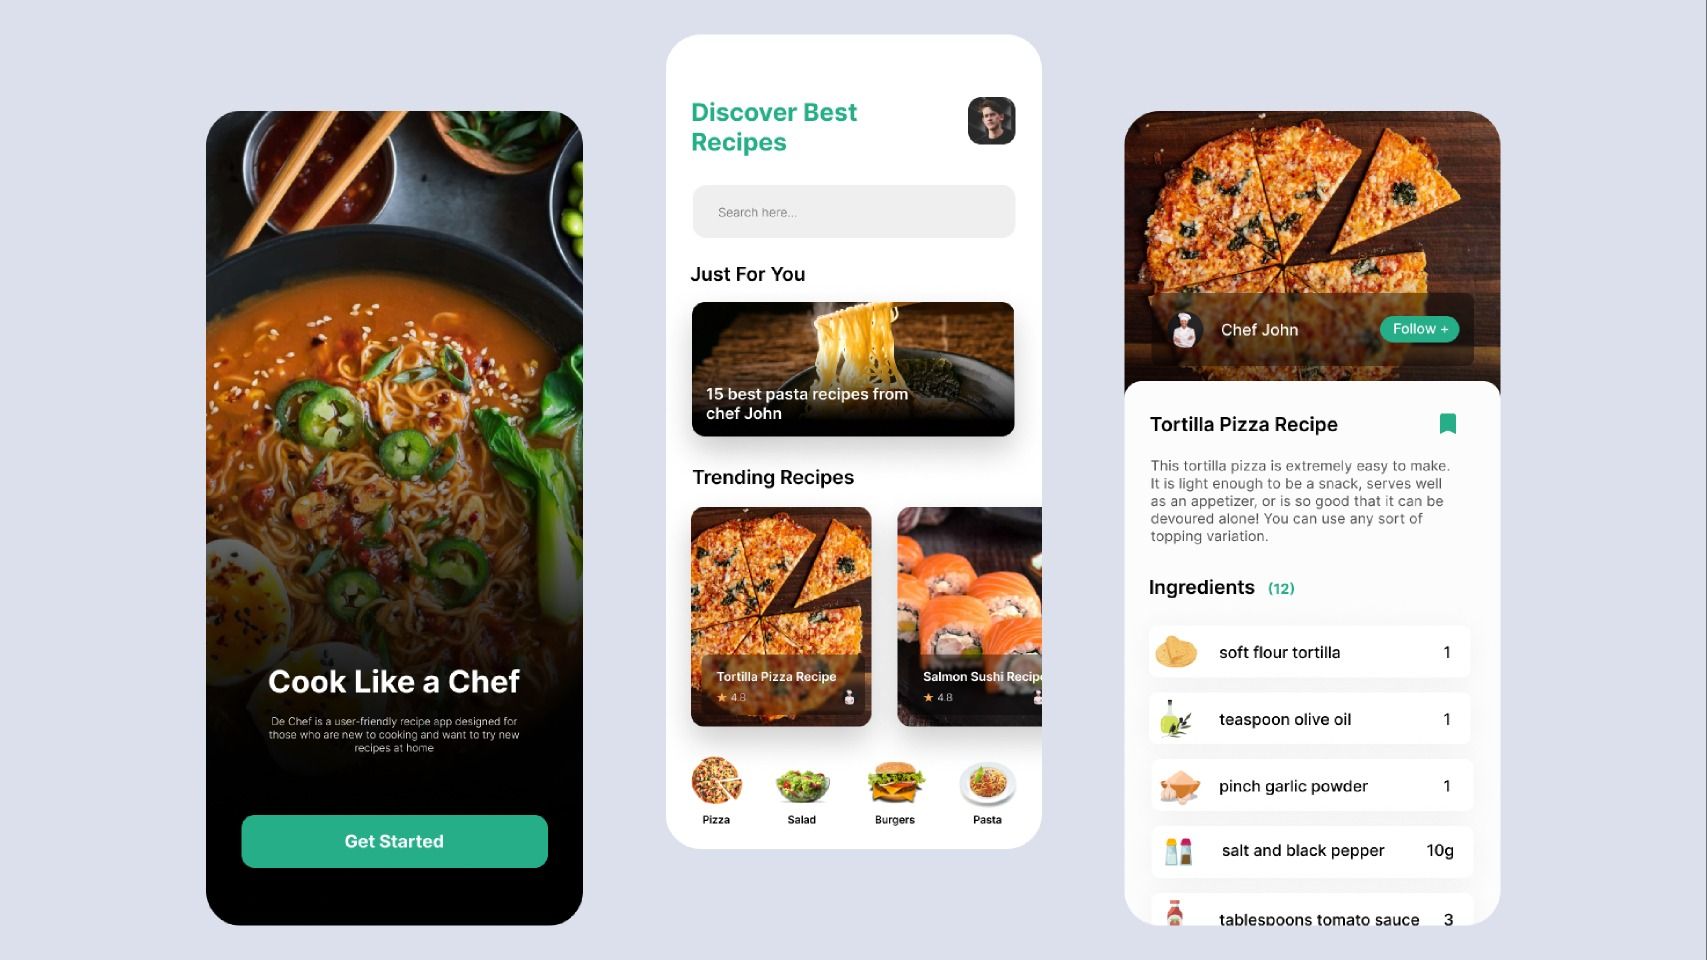 Cook Like a Chef
De Chef is a user-friendly recipe app designed for
those who are new to cooking and want to try new
recipes at home
Get Started
Discover Best
Recipes
Search here...
Just For You
15 best pasta recipes from
chef John
Trending Recipes
Tortilla Pizza Recipe
4.8
Salmon Sushi Recipe
4.8
Pizza
Salad
Burgers
Pasta
Chef John
Follow +
Tortilla Pizza Recipe
This tortilla pizza is extremely easy to make.
It is light enough to be a snack, serves well
as an appetizer, or is so good that it can be
devoured alone! You can use any sort of
topping variation.
Ingredients (12)
soft flour tortilla 1
teaspoon olive oil 1
pinch garlic powder 1
salt and black pepper 10g
tablespoons tomato sauce 3